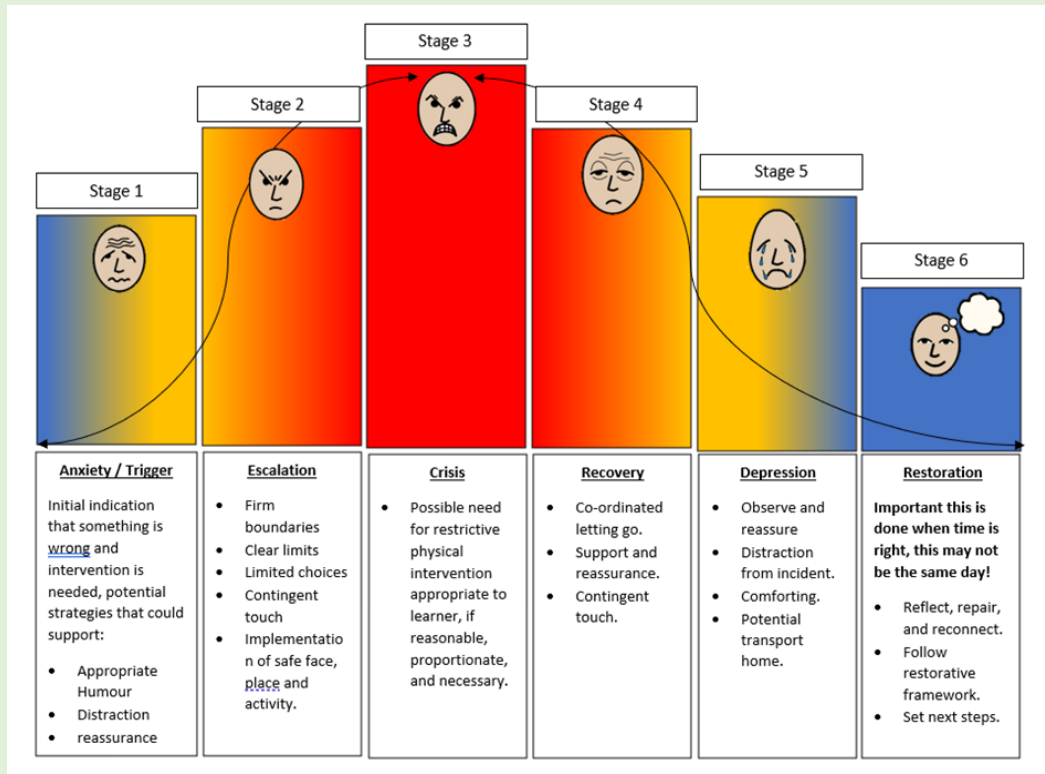 Stage 3
Stage 2
Stage 4
Stage 5
Stage 1
Stage 6
Anxiety / Trigger
Initial indication
that something is
wrong and
intervention is
needed, potential
strategies that could
support:
• Appropriate
Humour
• Distraction
• reassurance
Escalation
• Firm
boundaries
• Clear limits
• Limited choices
• Contingent
touch
• Implementatio
n of safe face,
place and
activity.
Crisis
• Possible need
for restrictive
physical
intervention
appropriate to
learner, if
reasonable,
proportionate,
and necessary.
Recovery
• Co-ordinated
letting go.
• Support and
reassurance.
• Contingent
touch.
Depression
• Observe and
reassure
• Distraction
from incident.
• Comforting.
• Potential
transport
home.
Restoration
Important this is
done when time is
right, this may not
be the same day!
• Reflect, repair,
and reconnect.
• Follow
restorative
framework.
• Set next steps.